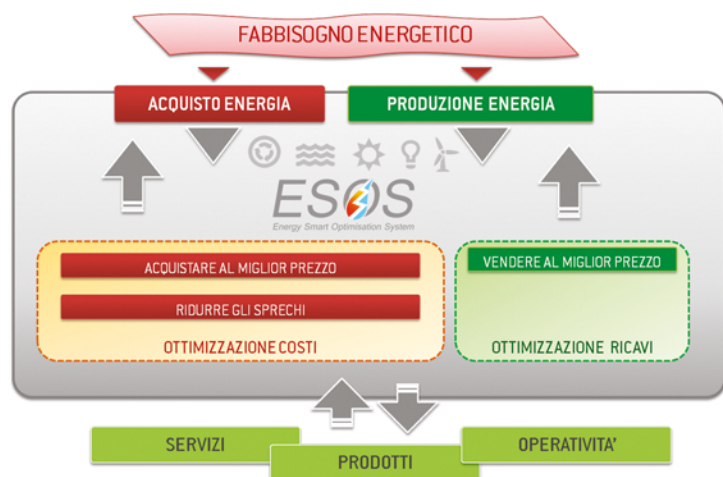 FABBISOGNO ENERGETICO
ACQUISTO ENERGIA
PRODUZIONE ENERGIA
ESOS
Energy Smart Optimisation System
ACQUISTARE AL MIGLIOR PREZZO
RIDURRE GLI SPRECHI
OTTIMIZZAZIONE COSTI
VENDERE AL MIGLIOR PREZZO
OTTIMIZZAZIONE RICAVI
SERVIZI
PRODOTTI
OPERATIVITA'